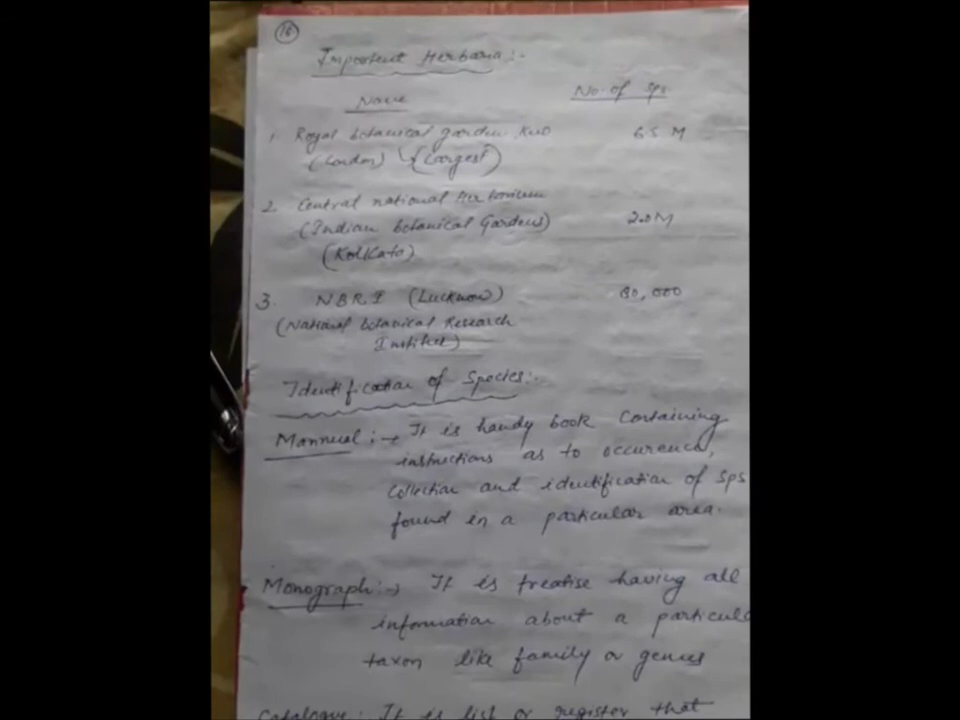 16
Important Herbaria:-
Name No. of Sps.
1. Royal botanical garden Kew 6.5 M
(London) (Largest)
2. Central national Herbarium
(Indian botanical Gardens) 2.0 M
(Kolkata)
3. NBRI (Lucknow) 80,000
(National botanical Research
Institue)
Identification of Species:-
Mannual :→ It is handy book containing
instructions as to occurence,
collection and identification of Sps
found in a particular area.
Monograph:→ It is treatise having all
information about a particula
taxon like family or genus
Catalogue: It is list or register that